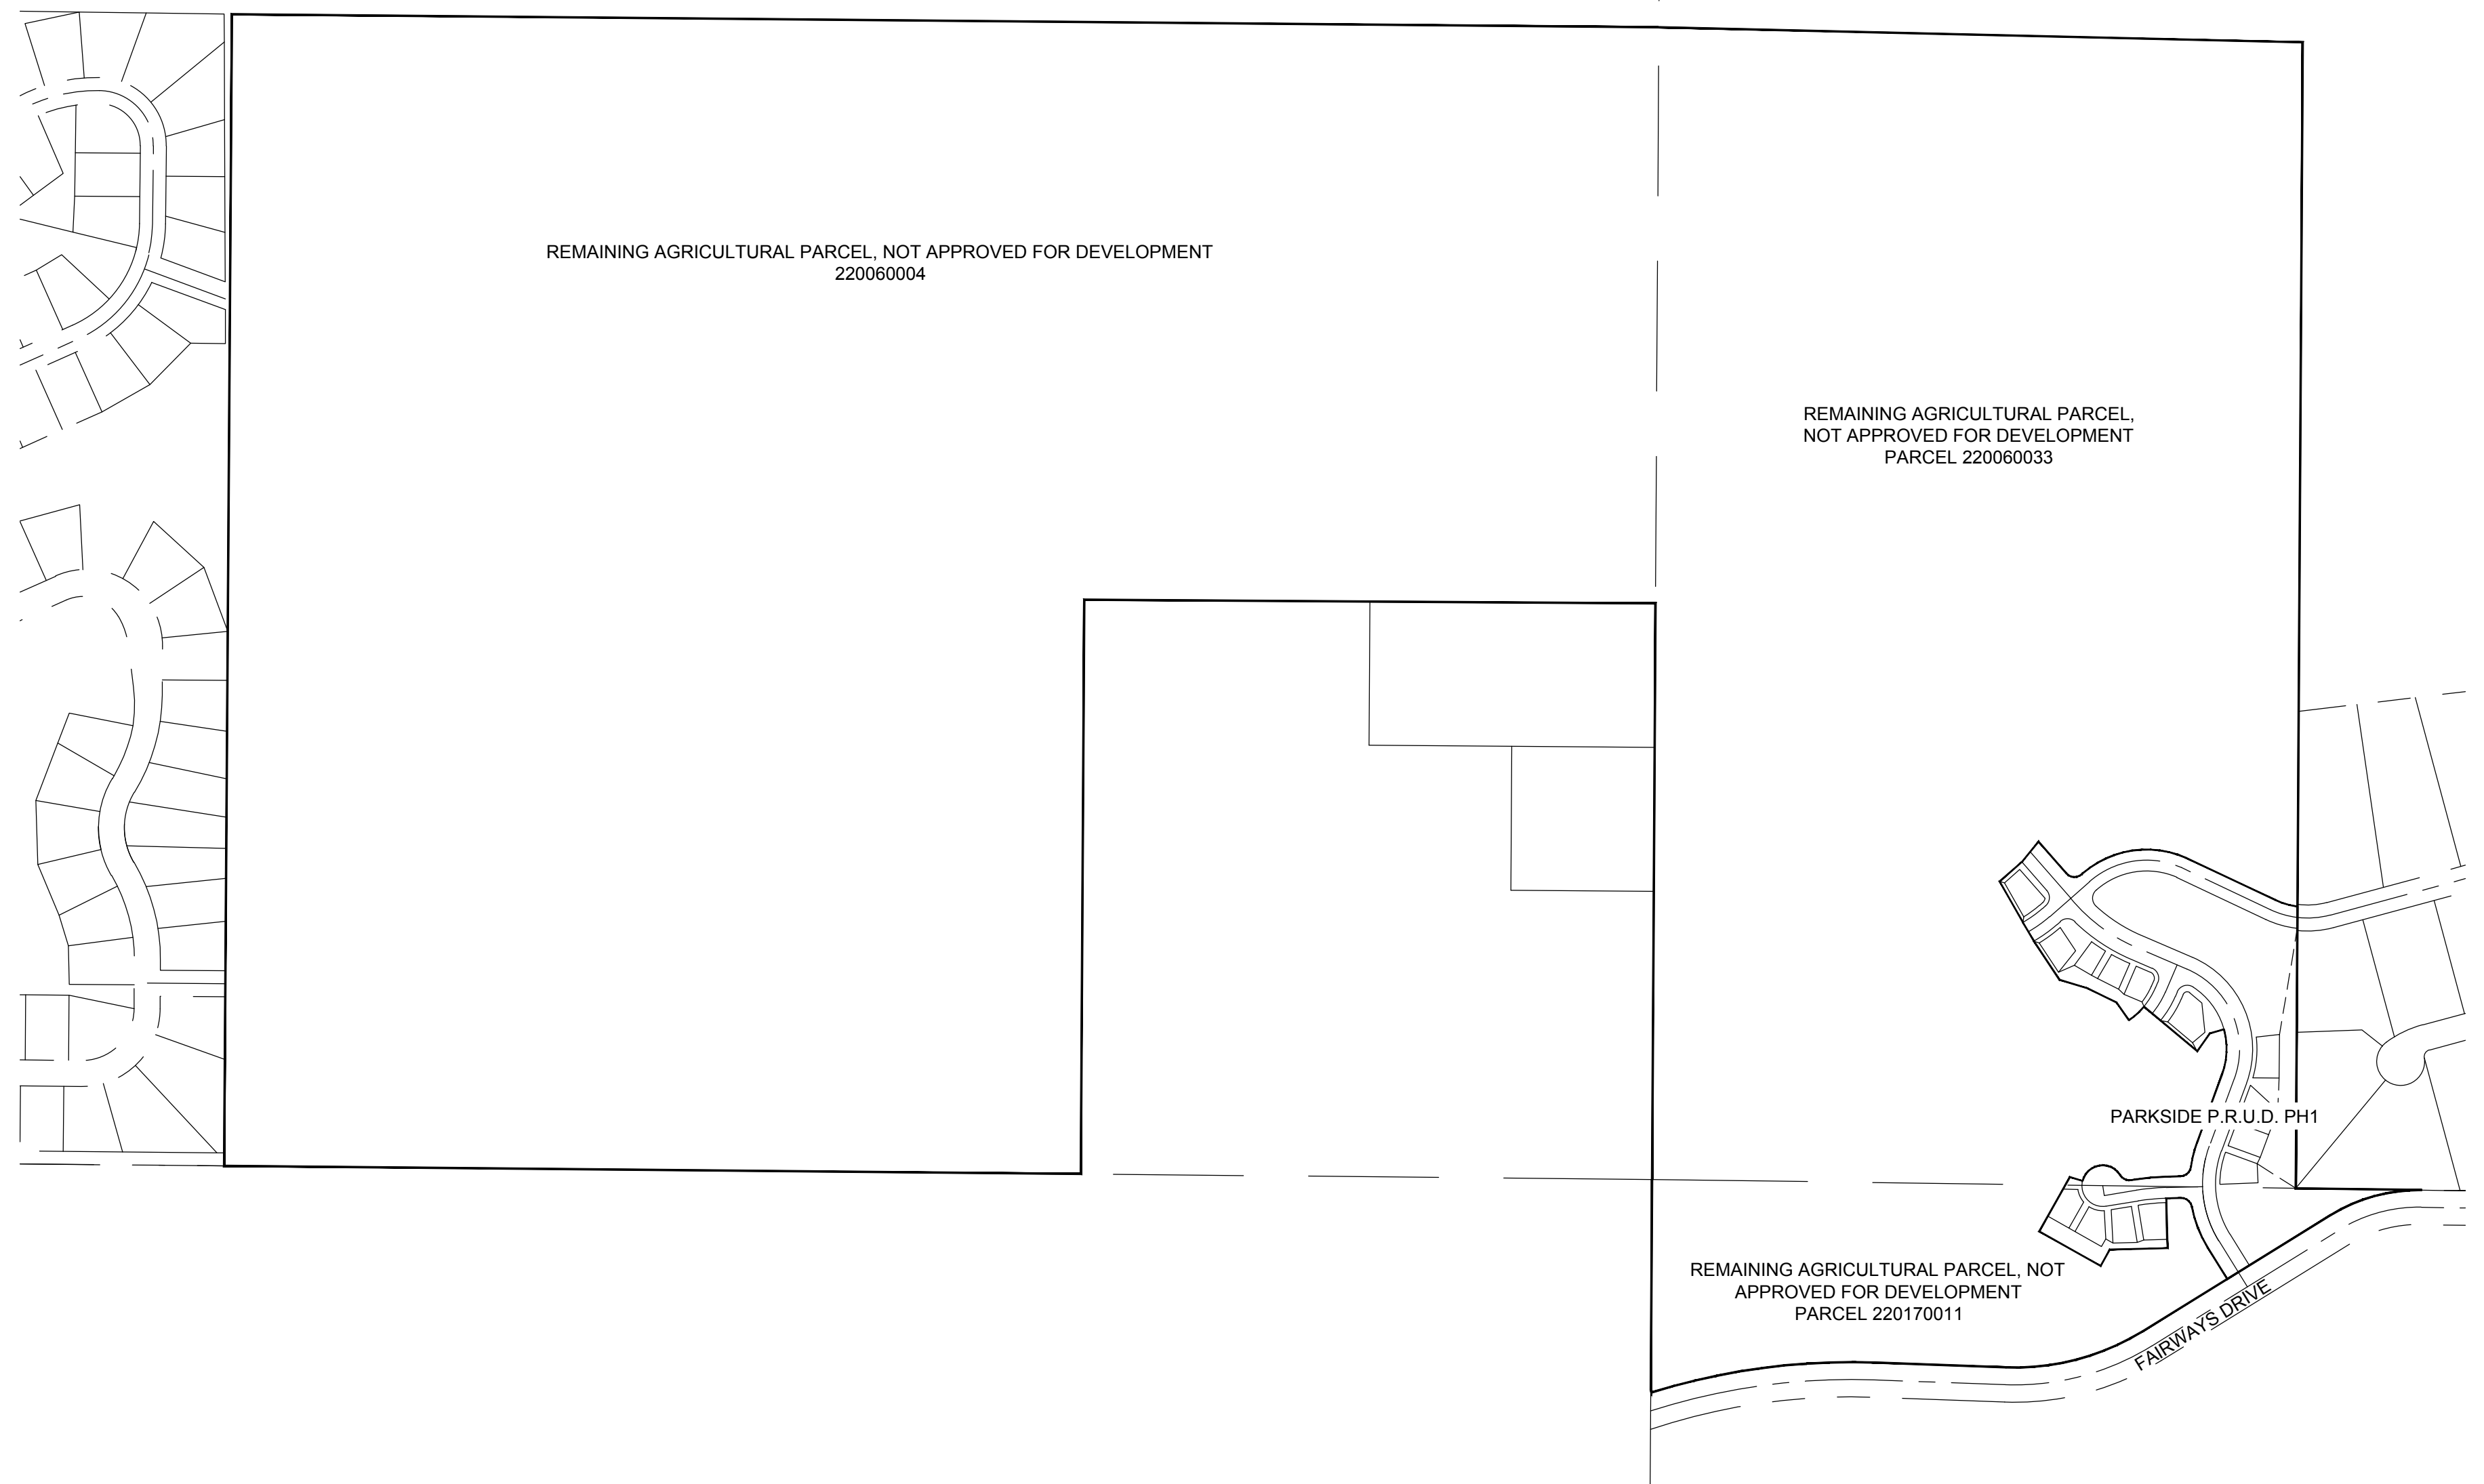 REMAINING AGRICULTURAL PARCEL, NOT APPROVED FOR DEVELOPMENT
220060004
REMAINING AGRICULTURAL PARCEL,
NOT APPROVED FOR DEVELOPMENT
PARCEL 220060033
PARKSIDE P.R.U.D. PH1
REMAINING AGRICULTURAL PARCEL, NOT
APPROVED FOR DEVELOPMENT
PARCEL 220170011
FAIRWAYS DRIVE